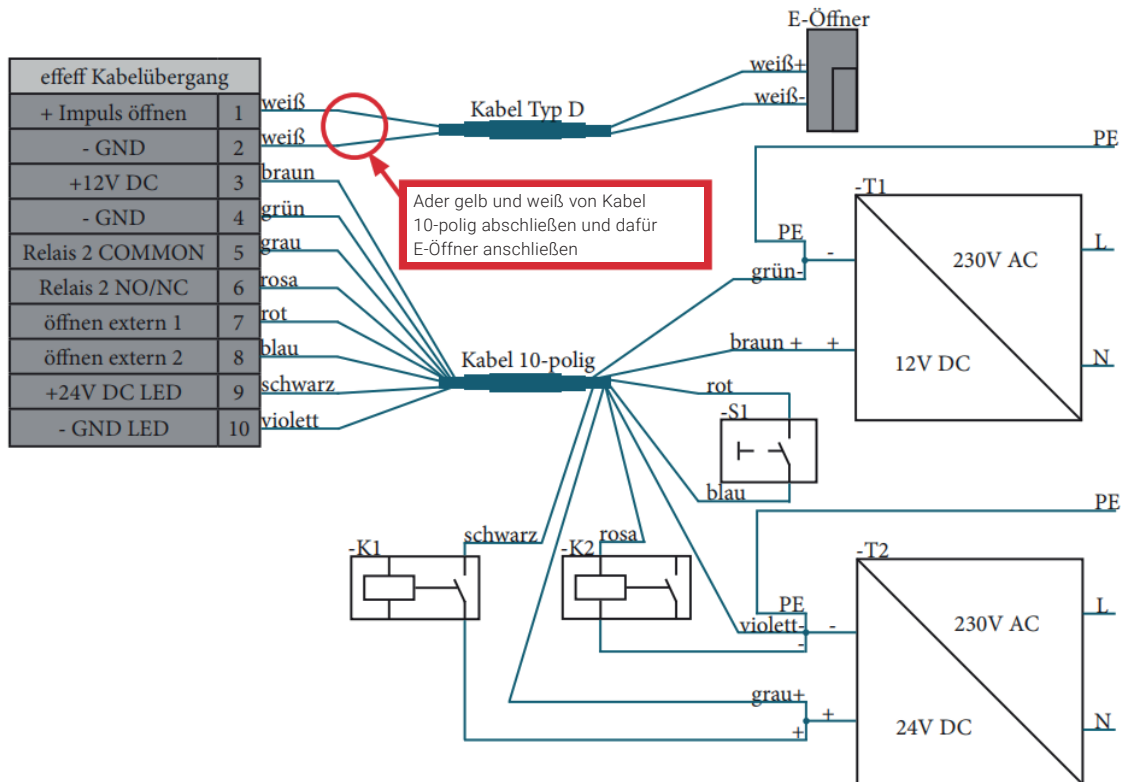 E-Öffner
effeff Kabelübergang
+ Impuls öffnen 1 weiß
- GND 2 weiß
+12V DC 3 braun
- GND 4 grün
Relais 2 COMMON 5 grau
Relais 2 NO/NC 6 rosa
öffnen extern 1 7 rot
öffnen extern 2 8 blau
+24V DC LED 9 schwarz
- GND LED 10 violett
Kabel Typ D
weiß+
weiß-
Ader gelb und weiß von Kabel
10-polig abschließen und dafür
E-Öffner anschließen
PE
-T1
PE
-
grün-
230V AC
L
Kabel 10-polig
braun +
+
12V DC
N
rot
-S1
blau
PE
schwarz
-K1
rosa
-K2
-T2
PE
violett-
-
-
230V AC
L
grau+
+
+
24V DC
N